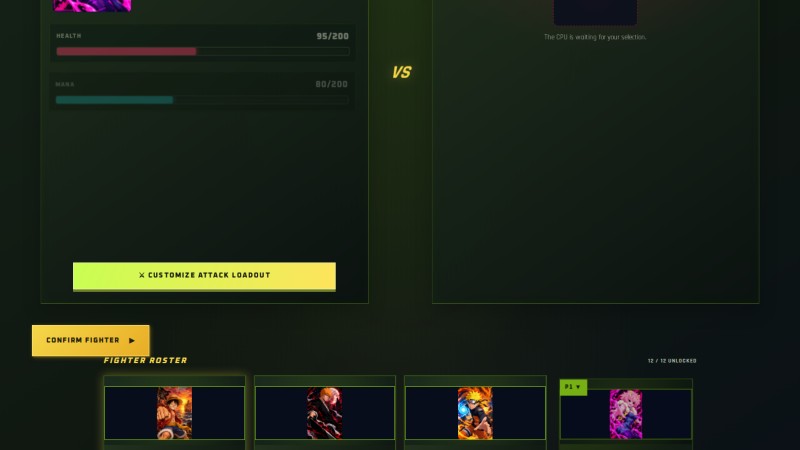 HEALTH 95/200
MANA 80/200
⚔ CUSTOMIZE ATTACK LOADOUT
VS
The CPU is waiting for your selection.
CONFIRM FIGHTER ▶
FIGHTER ROSTER
12 / 12 UNLOCKED
P1 ▼